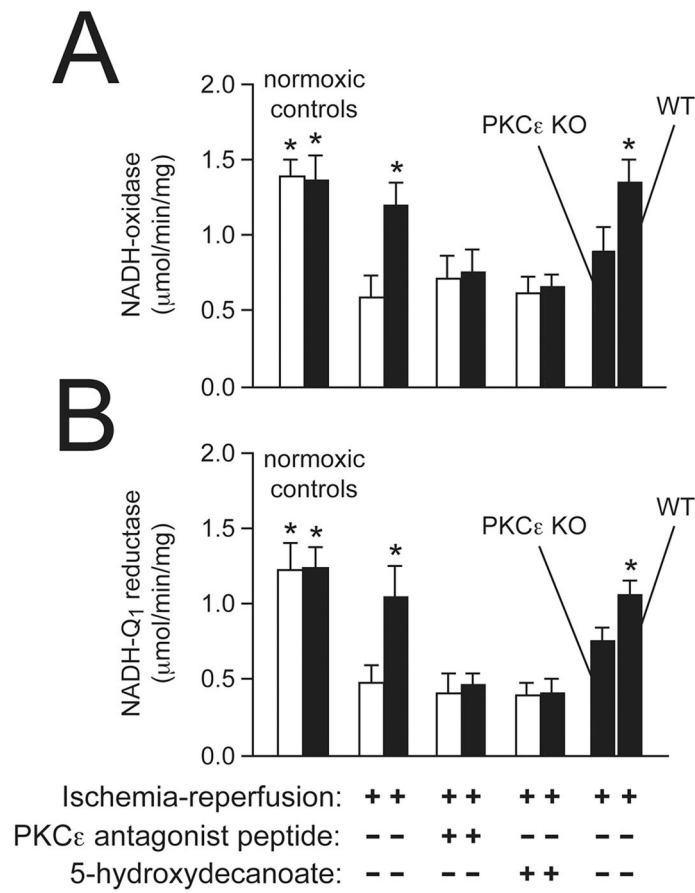 A
normoxic
controls
2.0
1.5
1.0
0.5
0.0
NADH-oxidase
(μmol/min/mg)
* * * *
PKCε KO
WT
B
normoxic
controls
2.0
1.5
1.0
0.5
0.0
NADH-Q1 reductase
(μmol/min/mg)
* * * *
PKCε KO
WT
Ischemia-reperfusion: + + + + + + + +
PKCε antagonist peptide: – – + + – – – –
5-hydroxydecanoate: – – – – + + – –